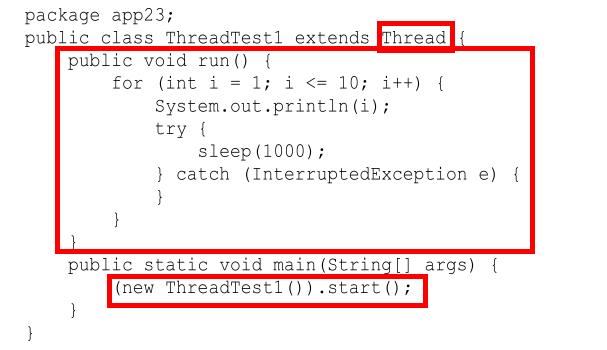 package app23;
public class ThreadTest1 extends Thread {
    public void run() {
        for (int i = 1; i <= 10; i++) {
            System.out.println(i);
            try {
                sleep(1000);
            } catch (InterruptedException e) {
            }
        }
    }
    public static void main(String[] args) {
        (new ThreadTest1()).start();
    }
}